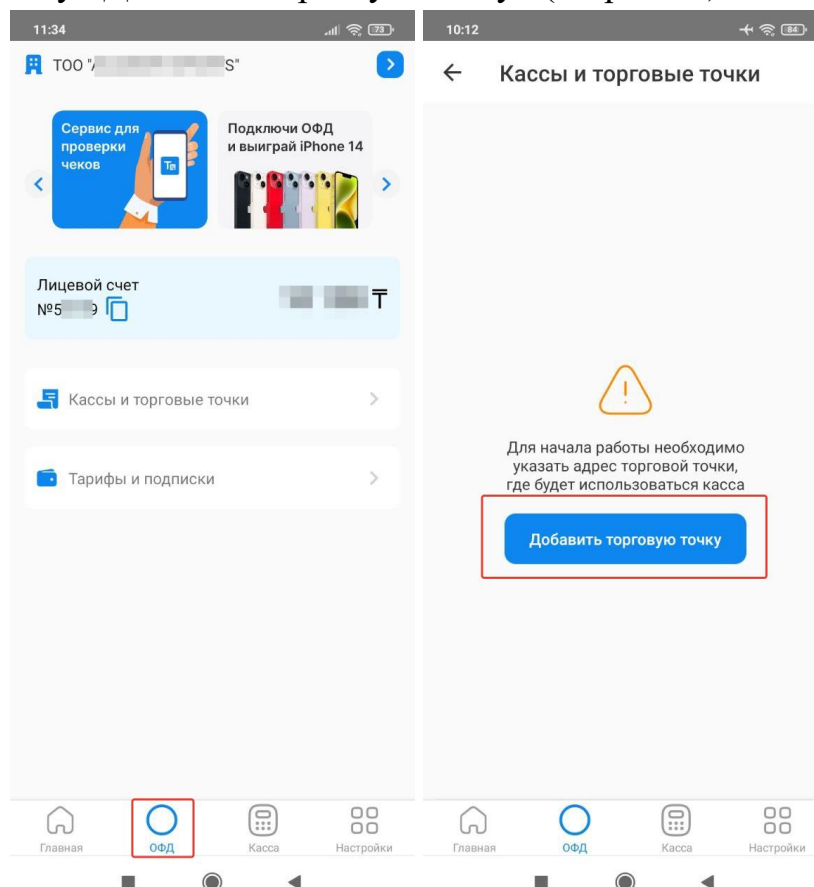 11:34
73
ТОО "
S"
Сервис для
проверки
чеков
Подключи ОФД
и выиграй iPhone 14
Лицевой счет
№5 9
₸
Кассы и торговые точки
Тарифы и подписки
Главная
ОФД
Касса
Настройки
10:12
84
Кассы и торговые точки
Для начала работы необходимо
указать адрес торговой точки,
где будет использоваться касса
Добавить торговую точку
Главная
ОФД
Касса
Настройки